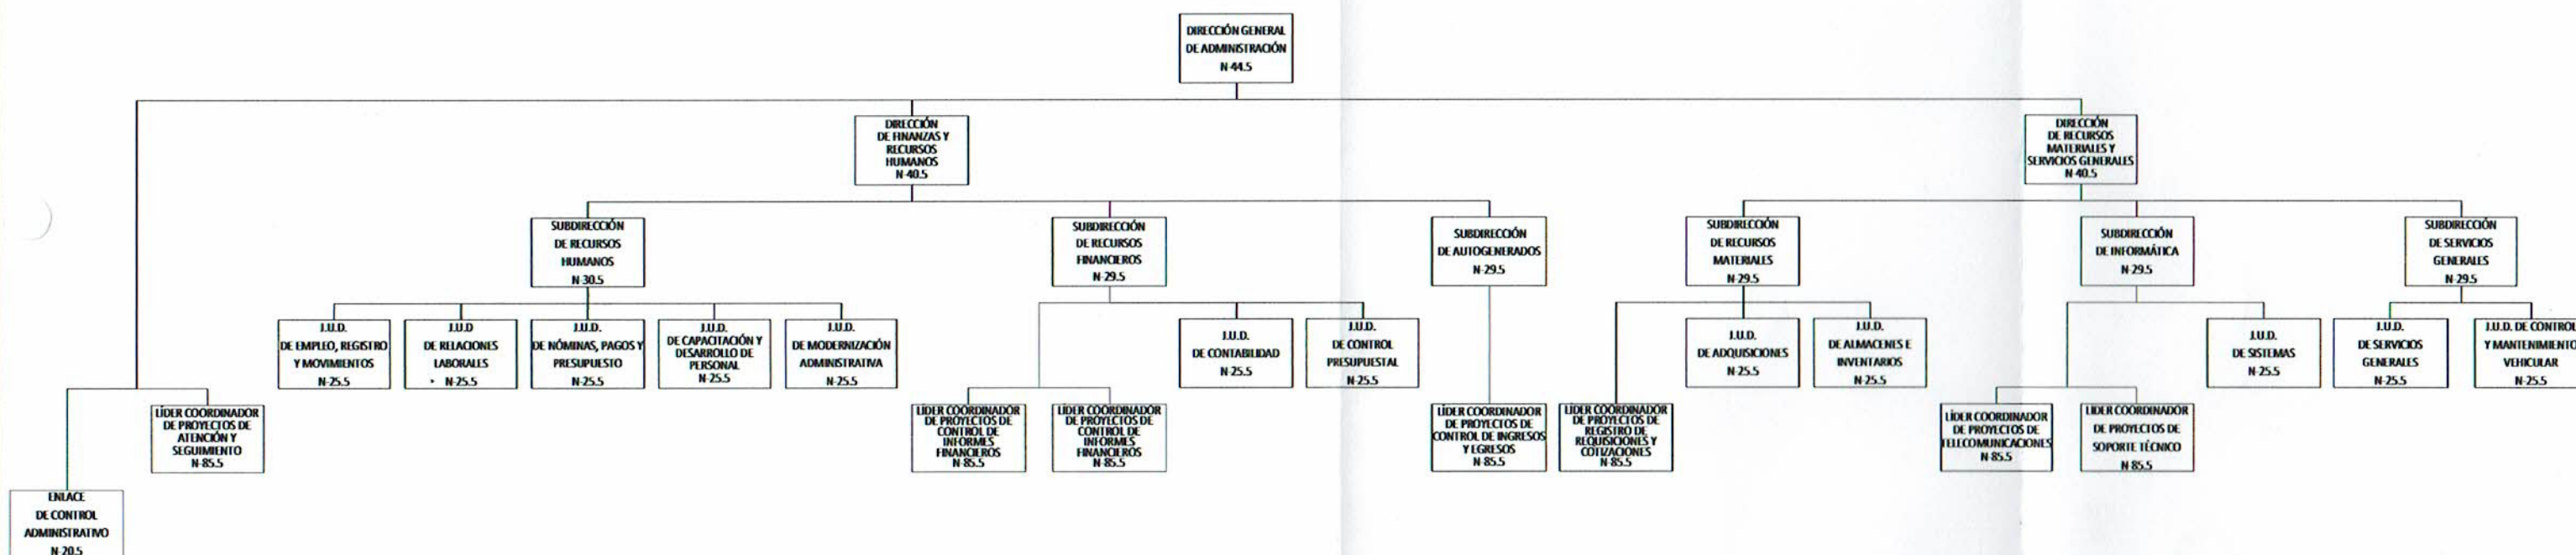 DIRECCIÓN GENERAL
DE ADMINISTRACIÓN
N-44.5
DIRECCIÓN
DE FINANZAS Y
RECURSOS
HUMANOS
N-40.5
DIRECCIÓN
DE RECURSOS
MATERIALES Y
SERVICIOS GENERALES
N-40.5
SUBDIRECCIÓN
DE RECURSOS
HUMANOS
N-30.5
SUBDIRECCIÓN
DE RECURSOS
FINANCIEROS
N-29.5
SUBDIRECCIÓN
DE AUTOGENERADOS
N-29.5
SUBDIRECCIÓN
DE RECURSOS
MATERIALES
N-29.5
SUBDIRECCIÓN
DE INFORMÁTICA
N-29.5
SUBDIRECCIÓN
DE SERVICIOS
GENERALES
N-29.5
J.U.D.
DE EMPLEO, REGISTRO
Y MOVIMIENTOS
N-25.5
J.U.D
DE RELACIONES
LABORALES
N-25.5
J.U.D.
DE NÓMINAS, PAGOS Y
PRESUPUESTO
N-25.5
J.U.D.
DE CAPACITACIÓN Y
DESARROLLO DE
PERSONAL
N-25.5
J.U.D.
DE MODERNIZACIÓN
ADMINISTRATIVA
N-25.5
J.U.D.
DE CONTABILIDAD
N-25.5
J.U.D.
DE CONTROL
PRESUPUESTAL
N-25.5
J.U.D.
DE ADQUISICIONES
N-25.5
J.U.D.
DE ALMACENES E
INVENTARIOS
N-25.5
J.U.D.
DE SISTEMAS
N-25.5
J.U.D.
DE SERVICIOS
GENERALES
N-25.5
J.U.D. DE CONTROL
Y MANTENIMIENTO
VEHICULAR
N-25.5
LÍDER COORDINADOR
DE PROYECTOS DE
ATENCIÓN Y
SEGUIMIENTO
N-85.5
LÍDER COORDINADOR
DE PROYECTOS DE
CONTROL DE
INFORMES
FINANCIEROS
N-85.5
LÍDER COORDINADOR
DE PROYECTOS DE
CONTROL DE
INFORMES
FINANCIEROS
N-85.5
LÍDER COORDINADOR
DE PROYECTOS DE
CONTROL DE INGRESOS
Y EGRESOS
N-85.5
LÍDER COORDINADOR
DE PROYECTOS DE
REGISTRO DE
REQUISICIONES Y
COTIZACIONES
N-85.5
LÍDER COORDINADOR
DE PROYECTOS DE
TELECOMUNICACIONES
N-85.5
LIDER COORDINADOR
DE PROYECTOS DE
SOPORTE TÉCNICO
N 85.5
ENLACE
DE CONTROL
ADMINISTRATIVO
N-20.5